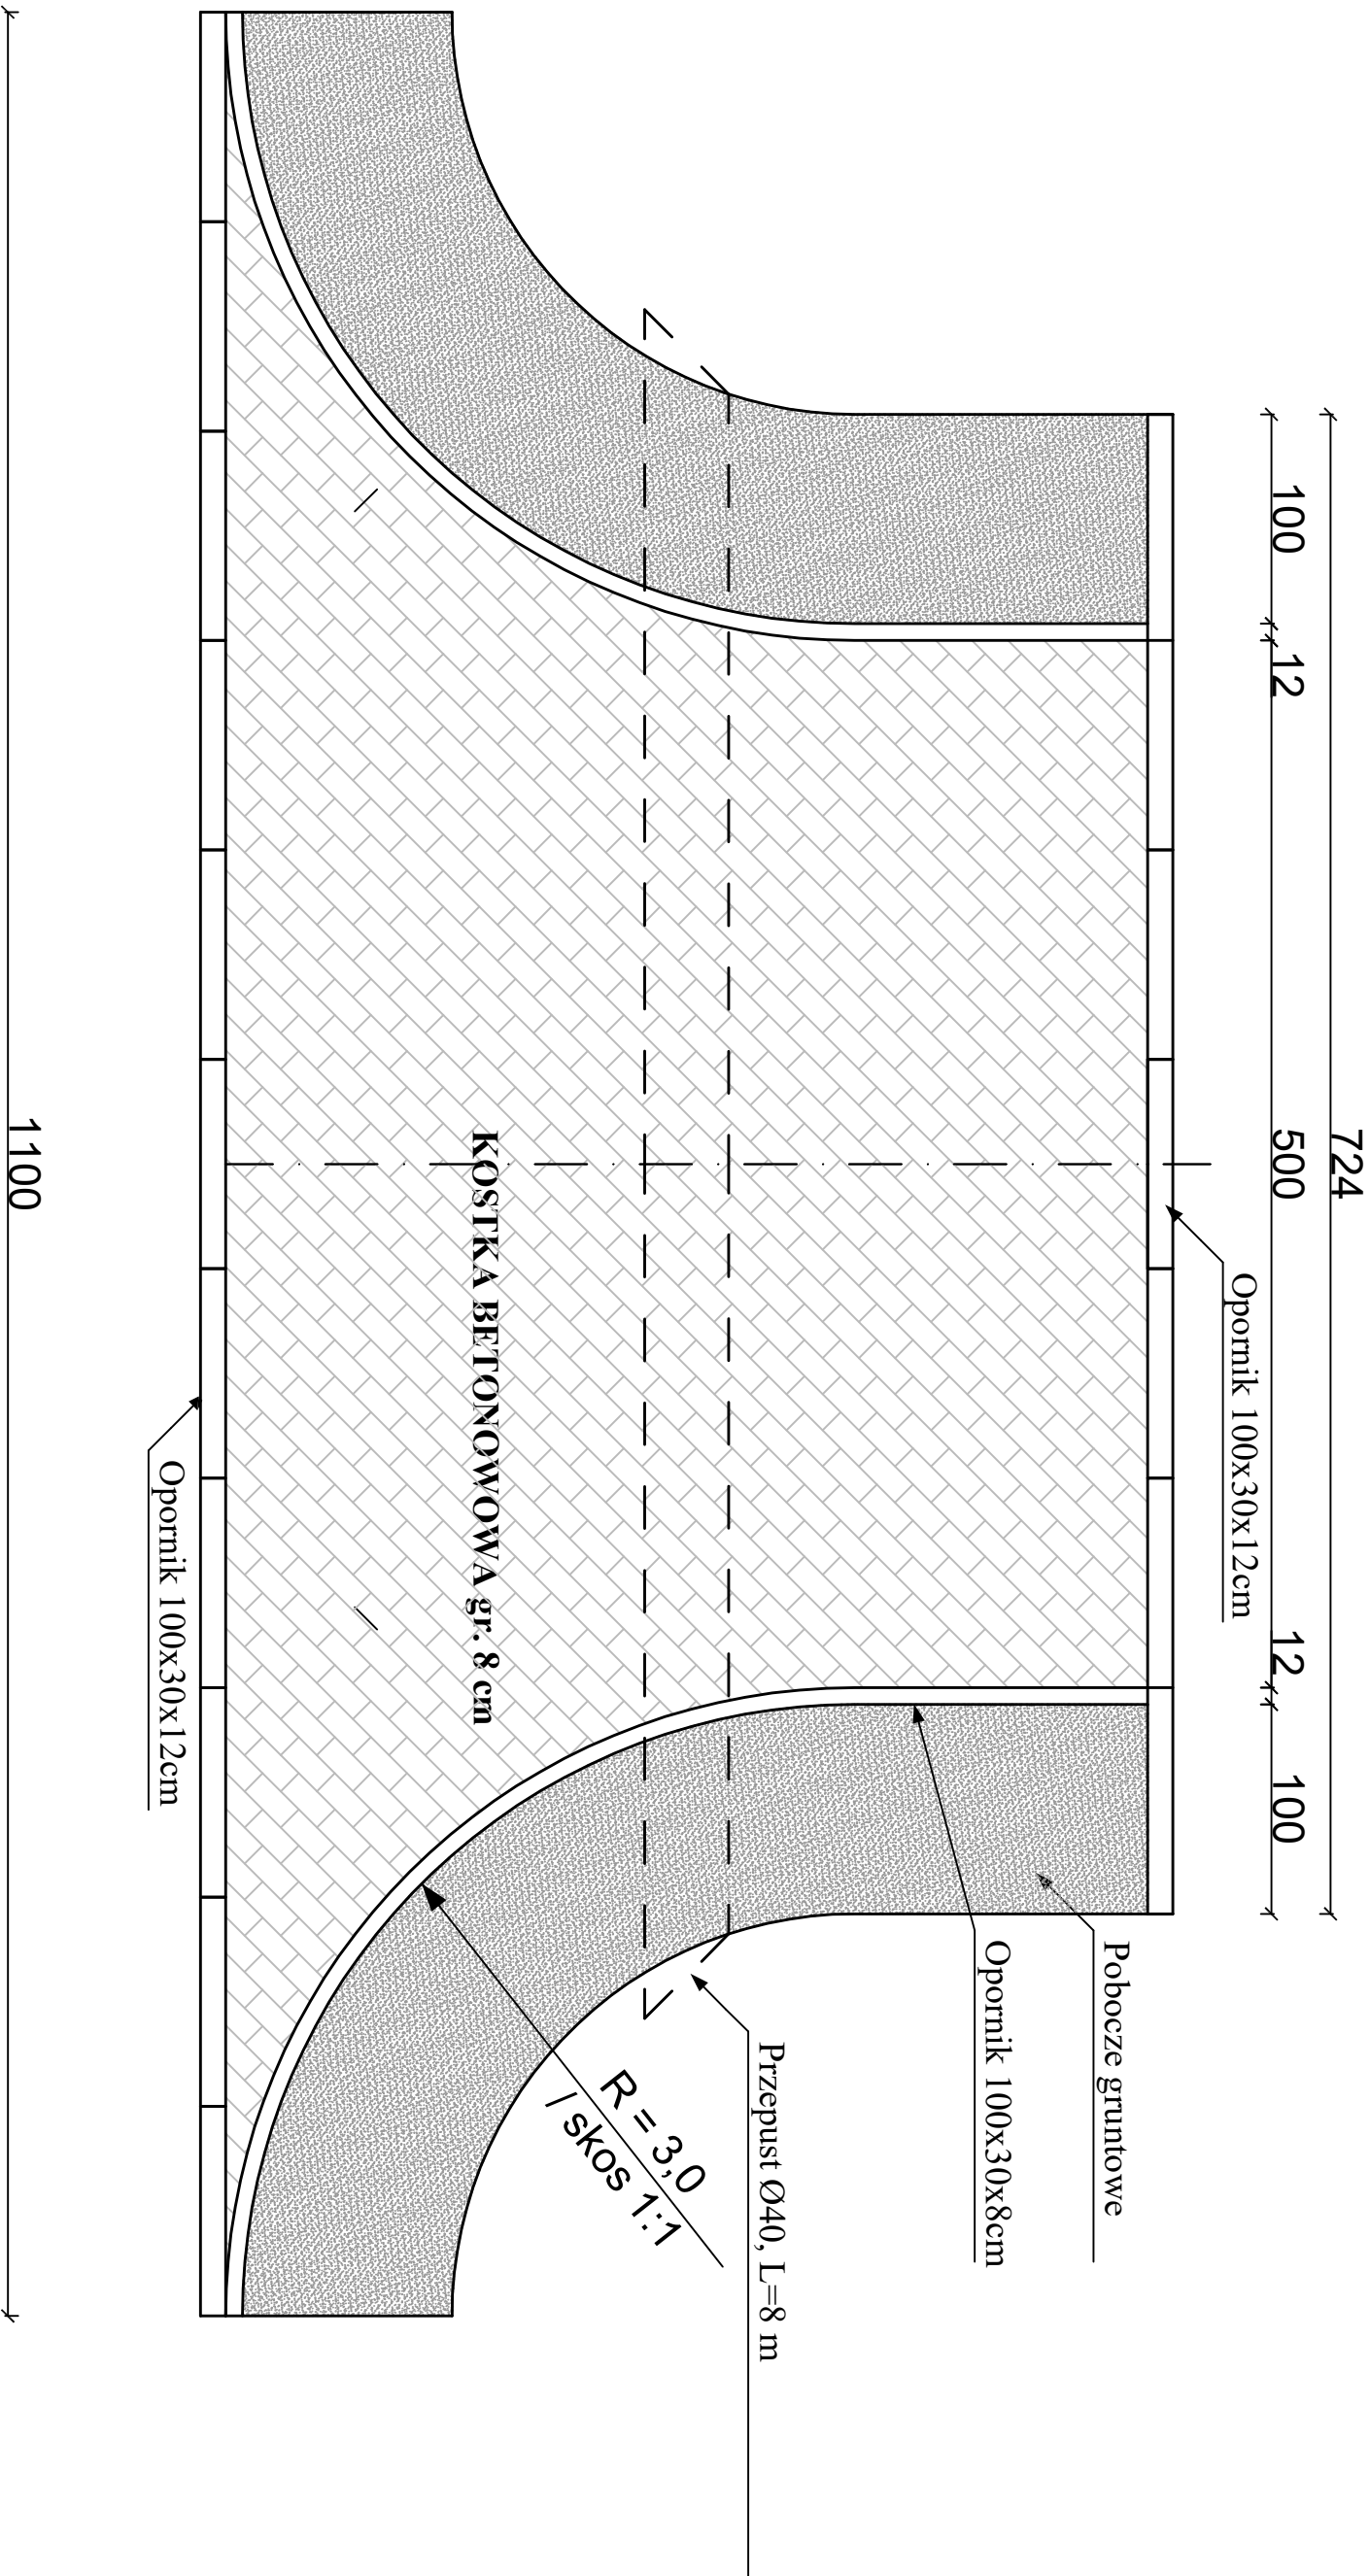 724
100
12
500
12
100
Opornik 100x30x12cm
Pobocze gruntowe
Opornik 100x30x8cm
Przepust Ø40, L=8 m
R = 3,0
/ skos 1:1
KOSTKA BETONOWOWA gr. 8 cm
Opornik 100x30x12cm
1100